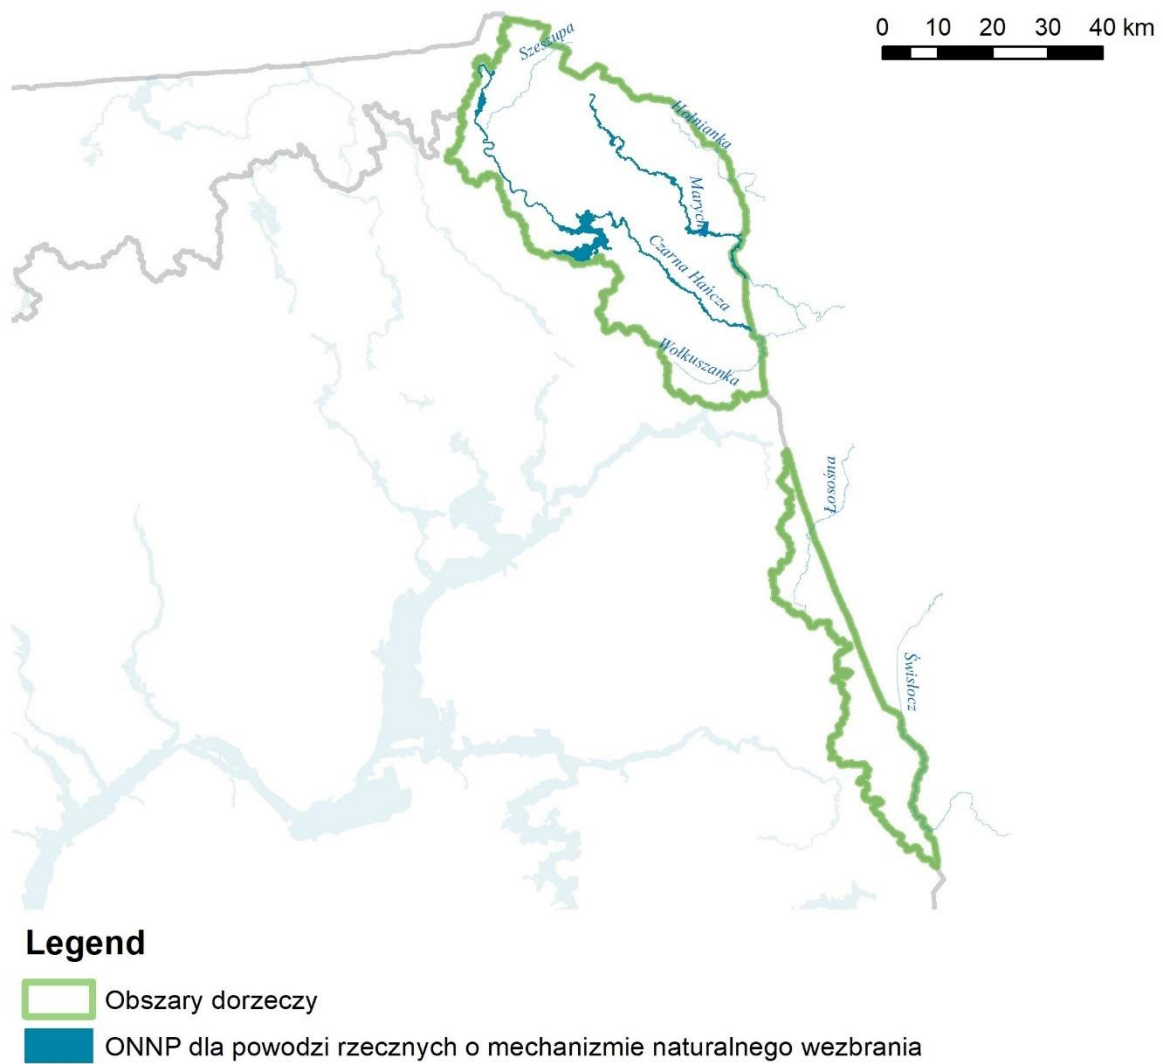 0 10 20 30 40 km
Szeszupa
Hołnianka
Marycha
Czarna Hańcza
Wołkuszanka
Łosośna
Świsłocz
Legend
Obszary dorzeczy
ONNP dla powodzi rzecznych o mechizmie naturalnego wezbrania